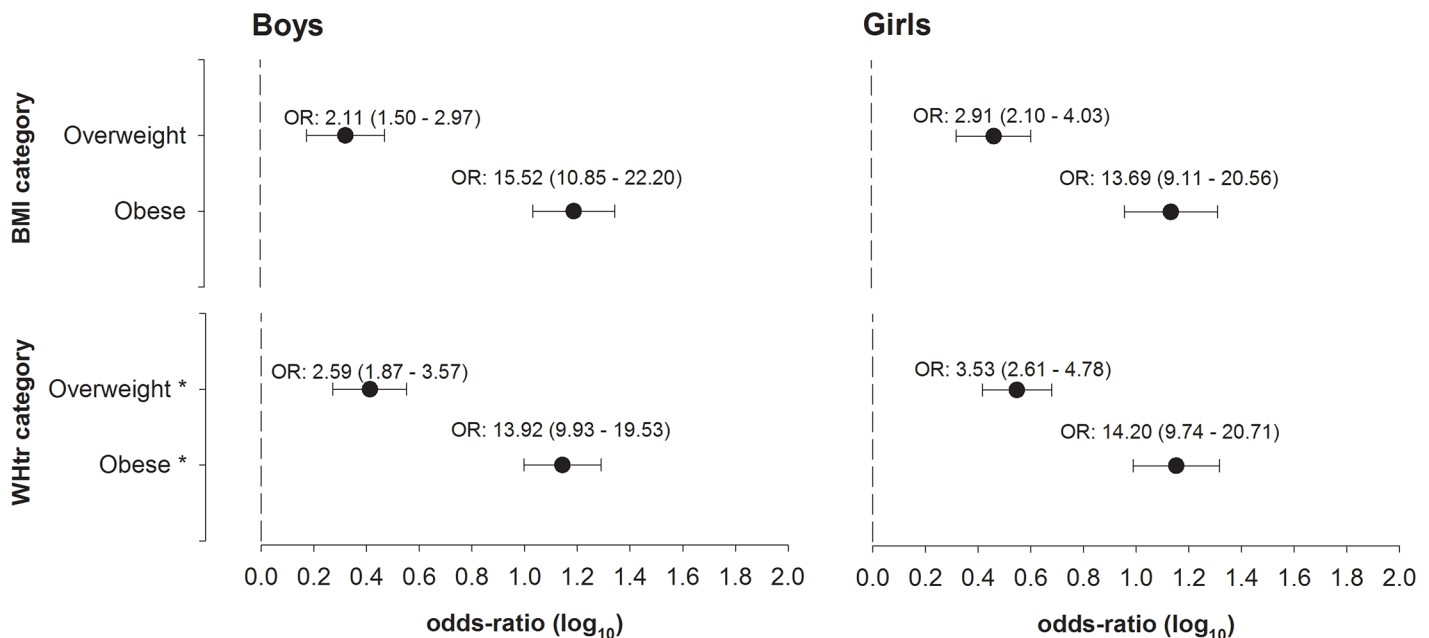 Boys
Girls
BMI category
Overweight
OR: 2.11 (1.50 - 2.97)
OR: 2.91 (2.10 - 4.03)
Obese
OR: 15.52 (10.85 - 22.20)
OR: 13.69 (9.11 - 20.56)
WHtr category
Overweight *
OR: 2.59 (1.87 - 3.57)
OR: 3.53 (2.61 - 4.78)
Obese *
OR: 13.92 (9.93 - 19.53)
OR: 14.20 (9.74 - 20.71)
0.0 0.2 0.4 0.6 0.8 1.0 1.2 1.4 1.6 1.8 2.0
0.0 0.2 0.4 0.6 0.8 1.0 1.2 1.4 1.6 1.8 2.0
odds-ratio (log10)
odds-ratio (log10)